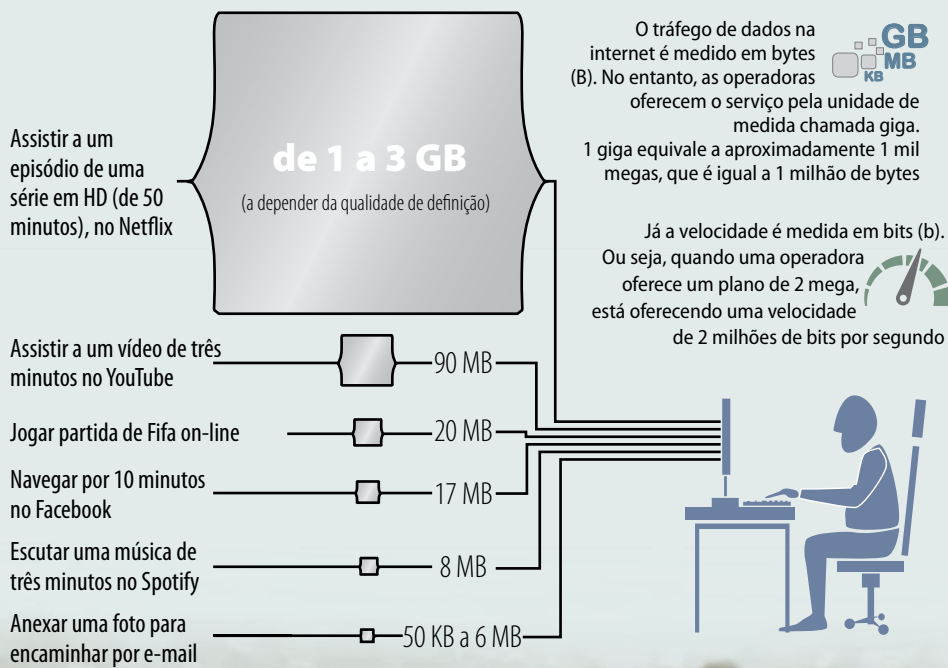 Assistir a um
episódio de uma
série em HD (de 50
minutos), no Netflix
de 1 a 3 GB
(a depender da qualidade de definição)
O tráfego de dados na
internet é medido em bytes
(B). No entanto, as operadoras
oferecem o serviço pela unidade de
medida chamada giga.
1 giga equivale a aproximadamente 1 mil
megas, que é igual a 1 milhão de bytes
GB
MB
KB
Já a velocidade é medida em bits (b).
Ou seja, quando uma operadora
oferece um plano de 2 mega,
está oferecendo uma velocidade
de 2 milhões de bits por segundo
Assistir a um vídeo de três
minutos no YouTube
90 MB
Jogar partida de Fifa on-line
20 MB
Navegar por 10 minutos
no Facebook
17 MB
Escutar uma música de
três minutos no Spotify
8 MB
Anexar uma foto para
encaminhar por e-mail
50 KB a 6 MB